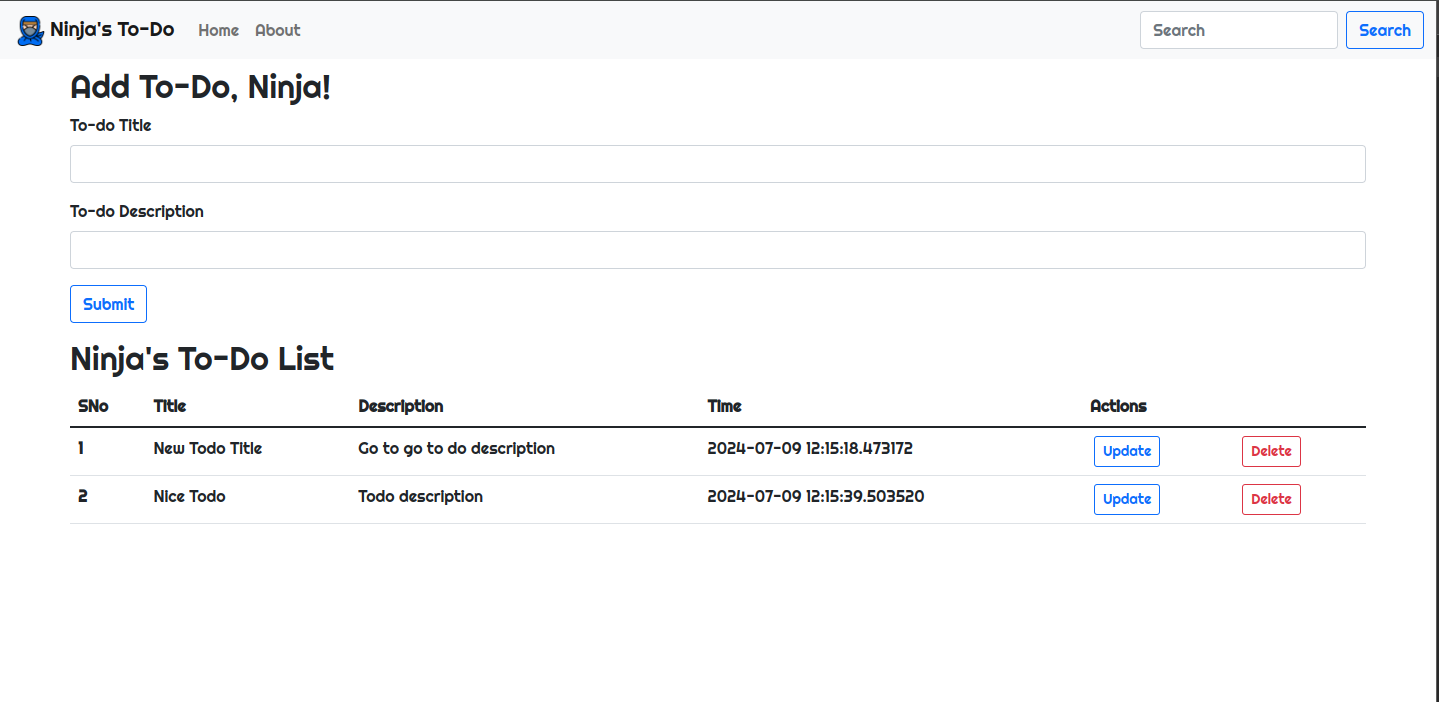 Ninja's To-Do Home About Search Search
Add To-Do, Ninja!
To-do Title
To-do Description
Submit
Ninja's To-Do List
SNo Title Description Time Actions
1 New Todo Title Go to go to do description 2024-07-09 12:15:18.473172 Update Delete
2 Nice Todo Todo description 2024-07-09 12:15:39.503520 Update Delete